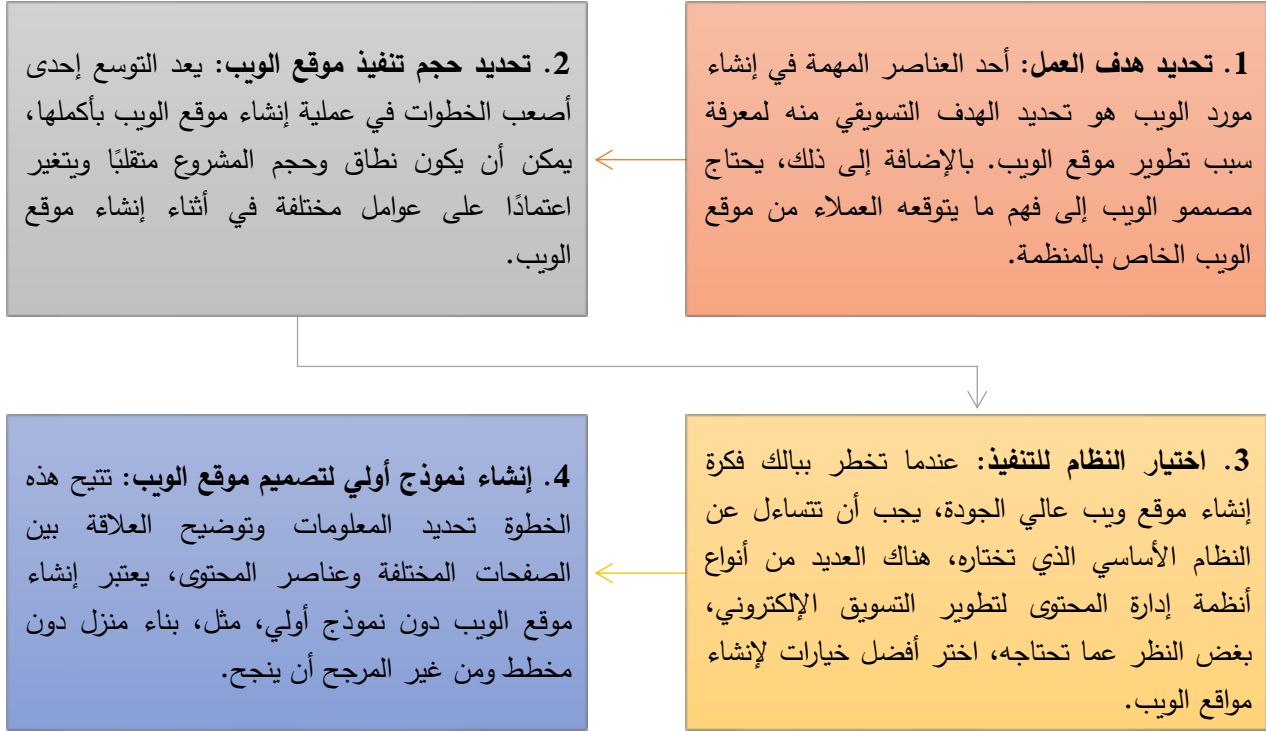 1. تحديد هدف العمل: أحد العناصر المهمة في إنشاء
مورد الويب هو تحديد الهدف التسويقي منه لمعرفة
سبب تطوير موقع الويب. بالإضافة إلى ذلك، يحتاج
مصممو الويب إلى فهم ما يتوقعه العملاء من موقع
الويب الخاص بالمنظمة.
2. تحديد حجم تنفيذ موقع الويب: يعد التوسع إحدى
أصعب الخطوات في عملية إنشاء موقع الويب بأكملها،
يمكن أن يكون نطاق وحجم المشروع متقلبًا ويتغير
اعتمادًا على عوامل مختلفة في أثناء إنشاء موقع
الويب.
3. اختيار النظام للتنفيذ: عندما تخطر ببالك فكرة
إنشاء موقع ويب عالي الجودة، يجب أن تتساءل عن
النظام الأساسي الذي تختاره، هناك العديد من أنواع
أنظمة إدارة المحتوى لتطوير التسويق الإلكتروني،
بغض النظر عما تحتاجه، اختر أفضل خيارات لإنشاء
مواقع الويب.
4. إنشاء نموذج أولي لتصميم موقع الويب: تتيح هذه
الخطوة تحديد المعلومات وتوضيح العلاقة بين
الصفحات المختلفة وعناصر المحتوى، يعتبر إنشاء
موقع الويب دون نموذج أولي، مثل، بناء منزل دون
مخطط ومن غير المرجح أن ينجح.